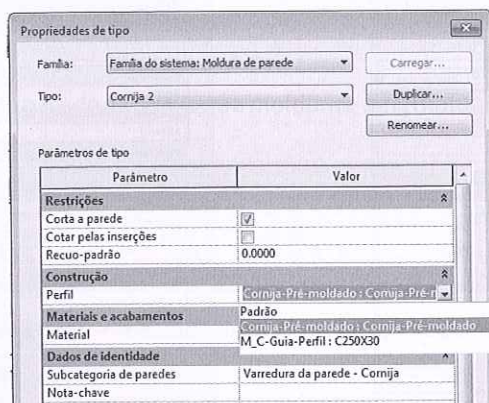 Propriedades de tipo
Família: Família do sistema: Moldura de parede Carregar...
Tipo: Cornija 2 Duplicar...
Renomear...
Parâmetros de tipo
Parâmetro Valor
Restrições
Corta a parede
Cotar pelas inserções
Recuo-padrão 0.0000
Construção
Perfil Cornija-Pré-moldado : Cornija-Pré-r
Padrão
Materiais e acabamentos Cornija-Pré-moldado : Cornija-Pré-moldado
Material M_C-Guia-Perfil : C250X30
Dados de identidade
Subcategoria de paredes Varredura da parede - Cornija
Nota-chave